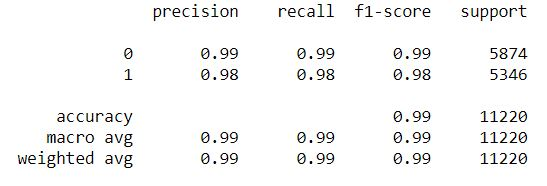 precision recall f1-score support
0 0.99 0.99 0.99 5874
1 0.98 0.98 0.98 5346
accuracy 0.99 11220
macro avg 0.99 0.99 0.99 11220
weighted avg 0.99 0.99 0.99 11220